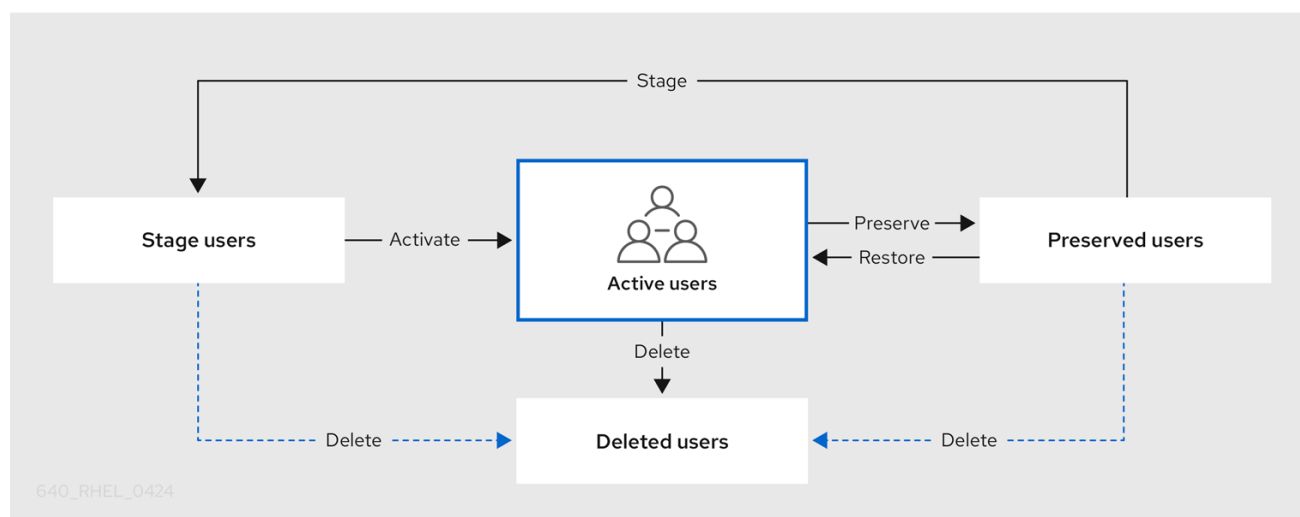 Stage
Stage users
Activate
Active users
Preserve
Restore
Preserved users
Delete
Delete
Deleted users
Delete
640_RHEL_0424